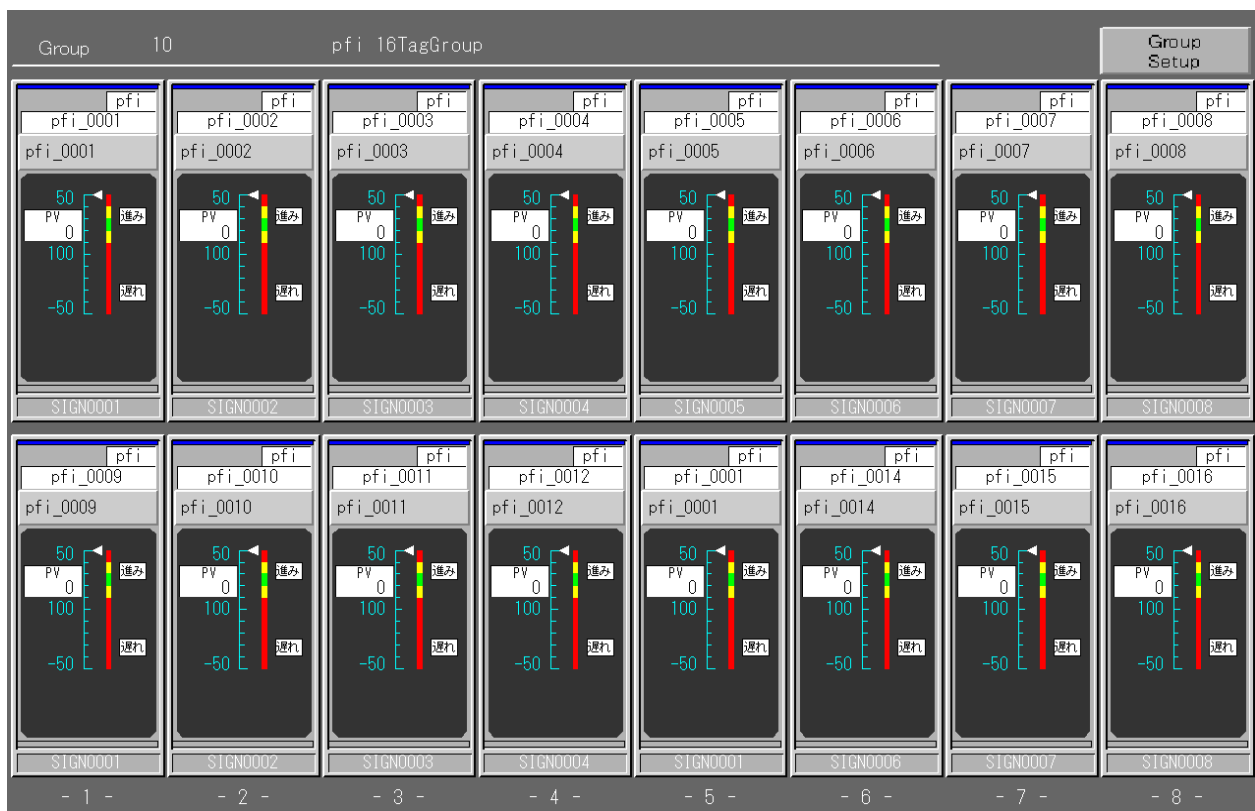 Group 10 pfi 16TagGroup
Group
Setup
pfi pfi pfi pfi pfi pfi pfi pfi
pfi_0001 pfi_0002 pfi_0003 pfi_0004 pfi_0005 pfi_0006 pfi_0007 pfi_0008
pfi_0001 pfi_0002 pfi_0003 pfi_0004 pfi_0005 pfi_0006 pfi_0007 pfi_0008
50 50 50 50 50 50 50 50
PV 進み PV 進み PV 進み PV 進み PV 進み PV 進み PV 進み PV 進み
0 0 0 0 0 0 0 0
100 100 100 100 100 100 100 100
遅れ 遅れ 遅れ 遅れ 遅れ 遅れ 遅れ 遅れ
-50 -50 -50 -50 -50 -50 -50 -50
SIGN0001 SIGN0002 SIGN0003 SIGN0004 SIGN0005 SIGN0006 SIGN0007 SIGN0008
pfi pfi pfi pfi pfi pfi pfi pfi
pfi_0009 pfi_0010 pfi_0011 pfi_0012 pfi_0001 pfi_0014 pfi_0015 pfi_0016
pfi_0009 pfi_0010 pfi_0011 pfi_0012 pfi_0001 pfi_0014 pfi_0015 pfi_0016
50 50 50 50 50 50 50 50
PV 進み PV 進み PV 進み PV 進み PV 進み PV 進み PV 進み PV 進み
0 0 0 0 0 0 0 0
100 100 100 100 100 100 100 100
遅れ 遅れ 遅れ 遅れ 遅れ 遅れ 遅れ 遅れ
-50 -50 -50 -50 -50 -50 -50 -50
SIGN0001 SIGN0002 SIGN0003 SIGN0004 SIGN0001 SIGN0006 SIGN0007 SIGN0008
- 1 - - 2 - - 3 - - 4 - - 5 - - 6 - - 7 - - 8 -